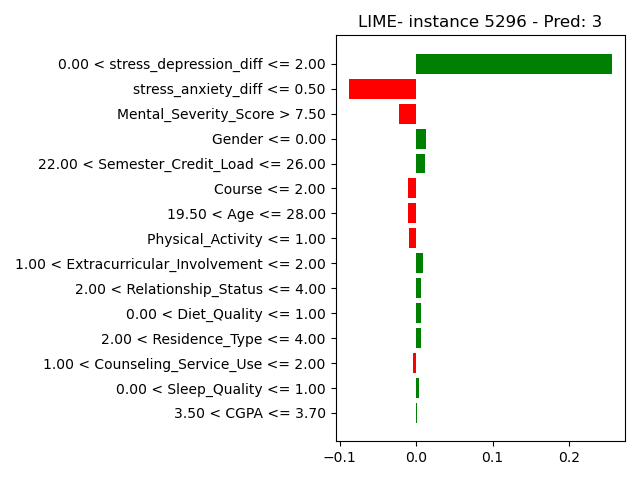 LIME- instance 5296 - Pred: 3
0.00 < stress_depression_diff <= 2.00
stress_anxiety_diff <= 0.50
Mental_Severity_Score > 7.50
Gender <= 0.00
22.00 < Semester_Credit_Load <= 26.00
Course <= 2.00
19.50 < Age <= 28.00
Physical_Activity <= 1.00
1.00 < Extracurricular_Involvement <= 2.00
2.00 < Relationship_Status <= 4.00
0.00 < Diet_Quality <= 1.00
2.00 < Residence_Type <= 4.00
1.00 < Counseling_Service_Use <= 2.00
0.00 < Sleep_Quality <= 1.00
3.50 < CGPA <= 3.70
−0.1 0.0 0.1 0.2